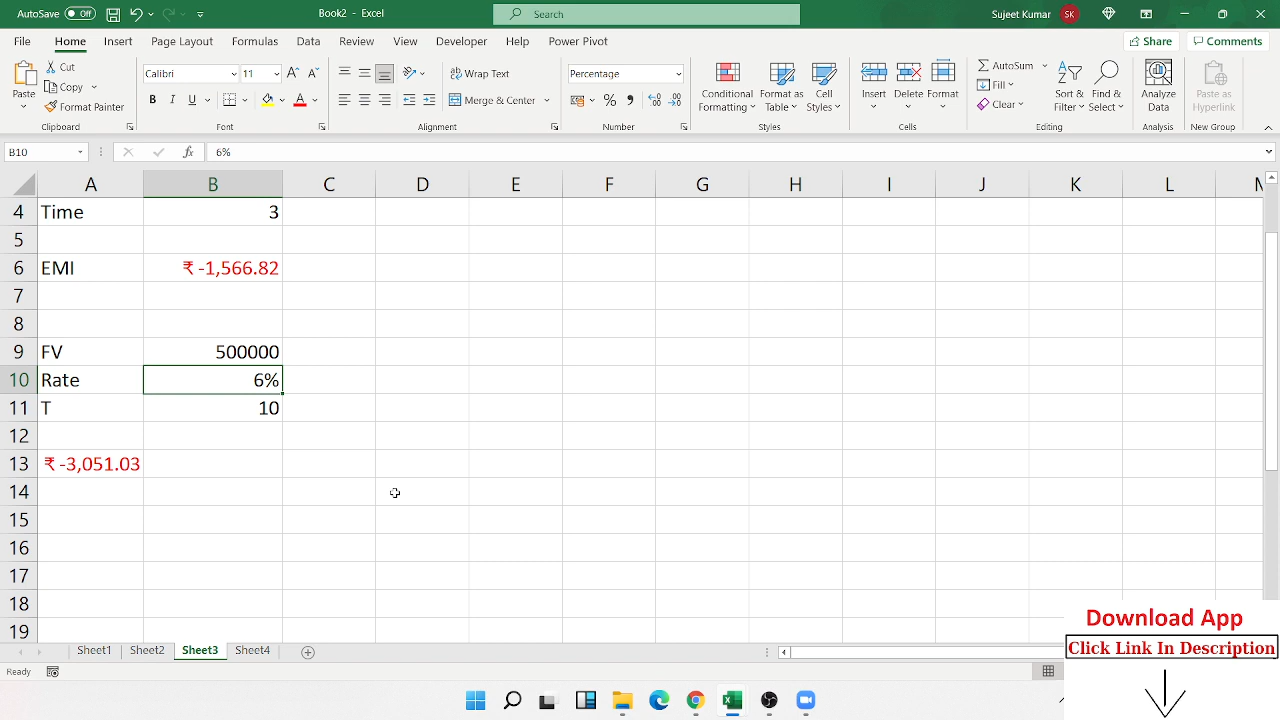 AutoSave Off Book2 - Excel Search Sujeet Kumar SK
File Home Insert Page Layout Formulas Data Review View Developer Help Power Pivot Share Comments
Paste Cut Copy Format Painter Clipboard
Calibri 11 A A B I U A Font
ab Wrap Text Merge & Center Alignment
Percentage % , Number
Conditional Formatting Format as Table Cell Styles Styles
Insert Delete Format Cells
AutoSum Fill Clear Sort & Filter Find & Select Editing
Analyze Data Analysis
Paste as Hyperlink New Group
B10 fx 6%
A B C D E F G H I J K L M
4 Time 3
5
6 EMI ₹ -1,566.82
7
8
9 FV 500000
10 Rate 6%
11 T 10
12
13 ₹ -3,051.03
14
15
16
17
18
19
Download App
Click Link In Description
Sheet1 Sheet2 Sheet3 Sheet4
Ready